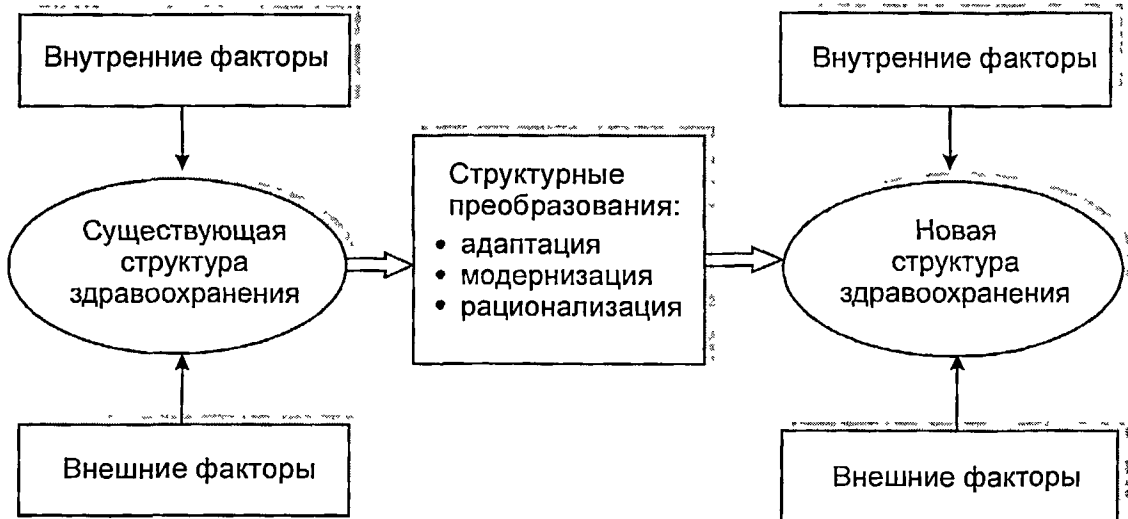 Внутренние факторы
Внутренние факторы
Существующая
структура
здравоохранения
Структурные
преобразования:
• адаптация
• модернизация
• рационализация
Новая
структура
здравоохранения
Внешние факторы
Внешние факторы